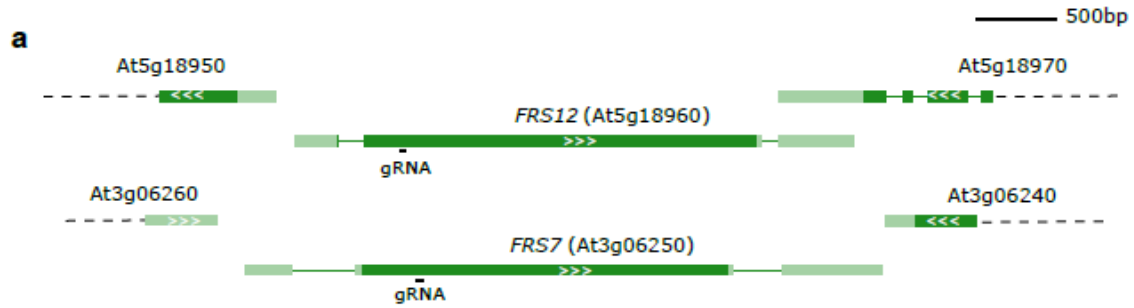 500bp
a
At5g18950
At5g18970
<<<
<<<
FRS12 (At5g18960)
>>>
gRNA
At3g06260
At3g06240
>>>
<<<
FRS7 (At3g06250)
>>>
gRNA